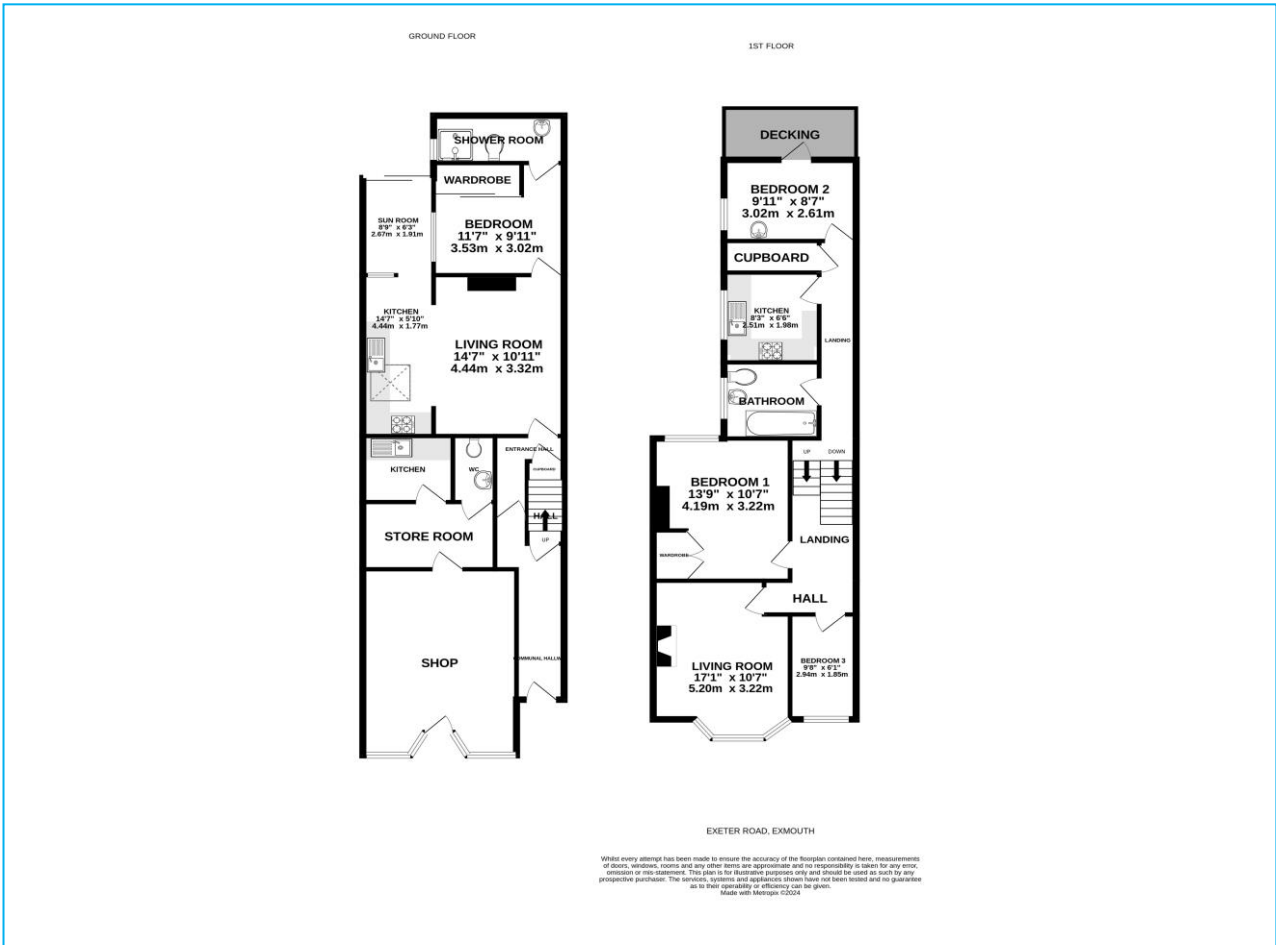 GROUND FLOOR
SHOWER ROOM
WARDROBE
SUN ROOM
8'9" x 6'3"
2.67m x 1.91m
BEDROOM
11'7" x 9'11"
3.53m x 3.02m
KITCHEN
14'7" x 5'10"
4.44m x 1.77m
LIVING ROOM
14'7" x 10'11"
4.44m x 3.32m
ENTRANCE HALL
KITCHEN
WC
CUPBOARD
HALL
STORE ROOM
UP
SHOP
COMMUNAL HALLWAY
1ST FLOOR
DECKING
BEDROOM 2
9'11" x 8'7"
3.02m x 2.61m
CUPBOARD
KITCHEN
8'3" x 6'6"
2.51m x 1.98m
LANDING
BATHROOM
UP DOWN
BEDROOM 1
13'9" x 10'7"
4.19m x 3.22m
LANDING
WARDROBE
HALL
LIVING ROOM
17'1" x 10'7"
5.20m x 3.22m
BEDROOM 3
9'8" x 6'1"
2.94m x 1.85m
EXETER ROAD, EXMOUTH
Whilst every attempt has been made to ensure the accuracy of the floorplan contained here, measurements
of doors, windows, rooms and any other items are approximate and no responsibility is taken for any error,
omission or mis-statement. This plan is for illustrative purposes only and should be used as such by any
prospective purchaser. The services, systems and appliances shown have not been tested and no guarantee
as to their operability or efficiency can be given.
Made with Metropix ©2024